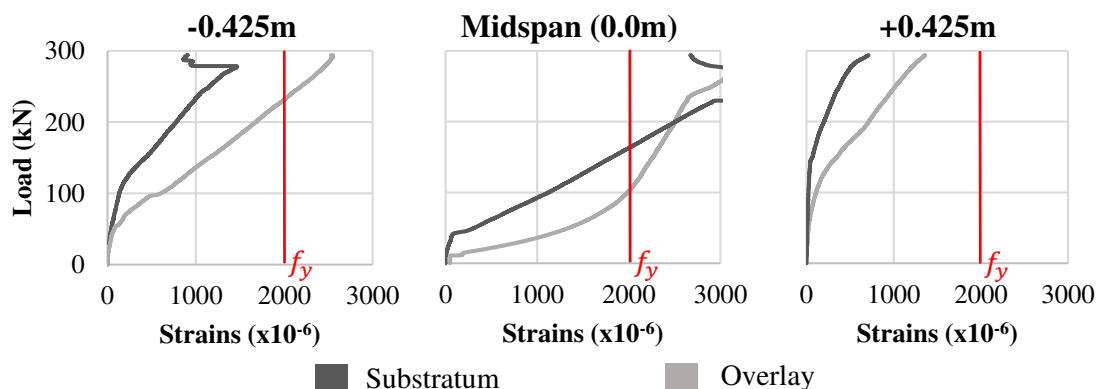 -0.425m
Midspan (0.0m)
+0.425m
Load (kN)
300
200
100
0
f_y
f_y
f_y
0 1000 2000 3000
0 1000 2000 3000
0 1000 2000 3000
Strains (x10⁻⁶)
Strains (x10⁻⁶)
Strains (x10⁻⁶)
Substratum
Overlay